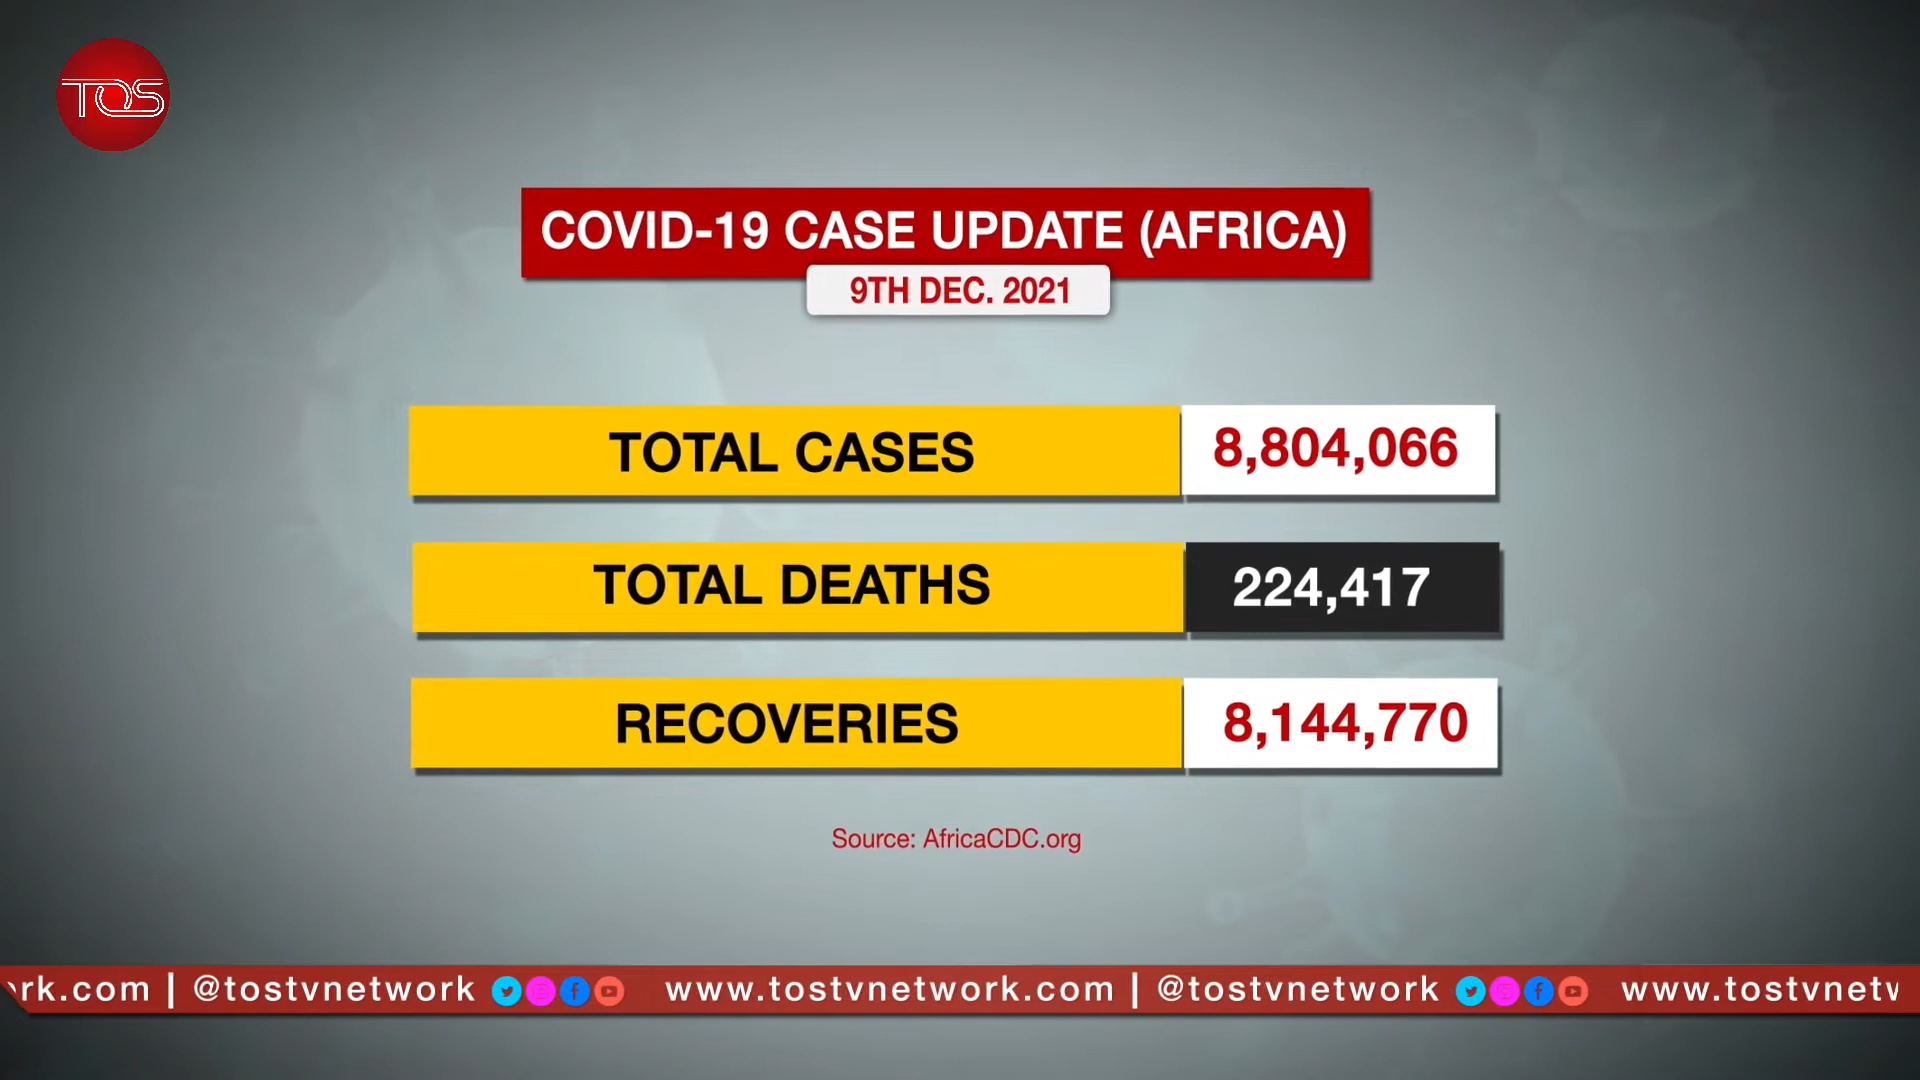 TOS
COVID-19 CASE UPDATE (AFRICA)
9TH DEC. 2021
TOTAL CASES 8,804,066
TOTAL DEATHS 224,417
RECOVERIES 8,144,770
Source: AfricaCDC.org
rk.com | @tostvnetwork www.tostvnetwork.com | @tostvnetwork www.tostvnetw